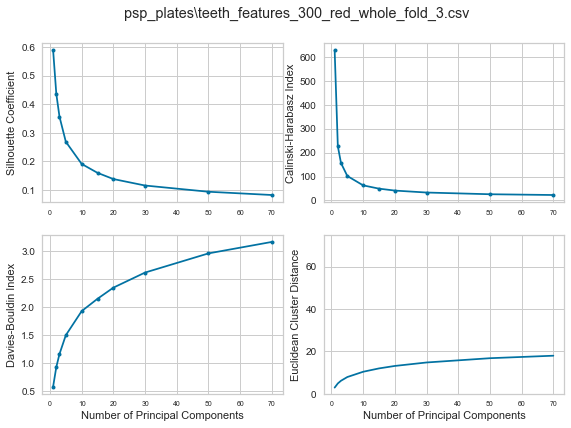 psp_plates\teeth_features_300_red_whole_fold_3.csv
Silhouette Coefficient
0.6
0.5
0.4
0.3
0.2
0.1
0 10 20 30 40 50 60 70
Calinski-Harabasz Index
600
500
400
300
200
100
0
0 10 20 30 40 50 60 70
Davies-Bouldin Index
3.0
2.5
2.0
1.5
1.0
0.5
0 10 20 30 40 50 60 70
Number of Principal Components
Euclidean Cluster Distance
60
40
20
0
0 10 20 30 40 50 60 70
Number of Principal Components